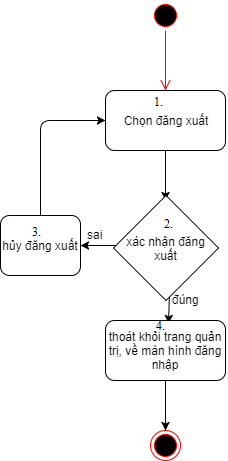 1.
Chọn đăng xuất
2.
xác nhận đăng
xuất
sai
3.
hủy đăng xuất
đúng
4.
thoát khỏi trang quản
trị, về màn hình đăng
nhập